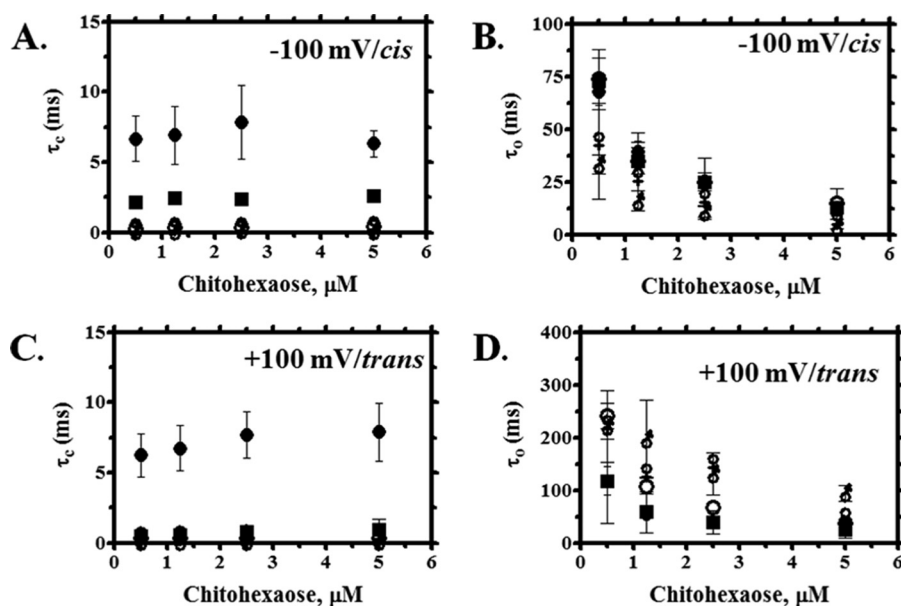 A.
-100 mV/cis
15
10
5
0
τc (ms)
0 1 2 3 4 5 6
Chitohexaose, μM
B.
-100 mV/cis
100
75
50
25
0
τo (ms)
0 1 2 3 4 5 6
Chitohexaose, μM
C.
+100 mV/trans
15
10
5
0
τc (ms)
0 1 2 3 4 5 6
Chitohexaose, μM
D.
+100 mV/trans
400
300
200
100
0
τo (ms)
0 1 2 3 4 5 6
Chitohexaose, μM